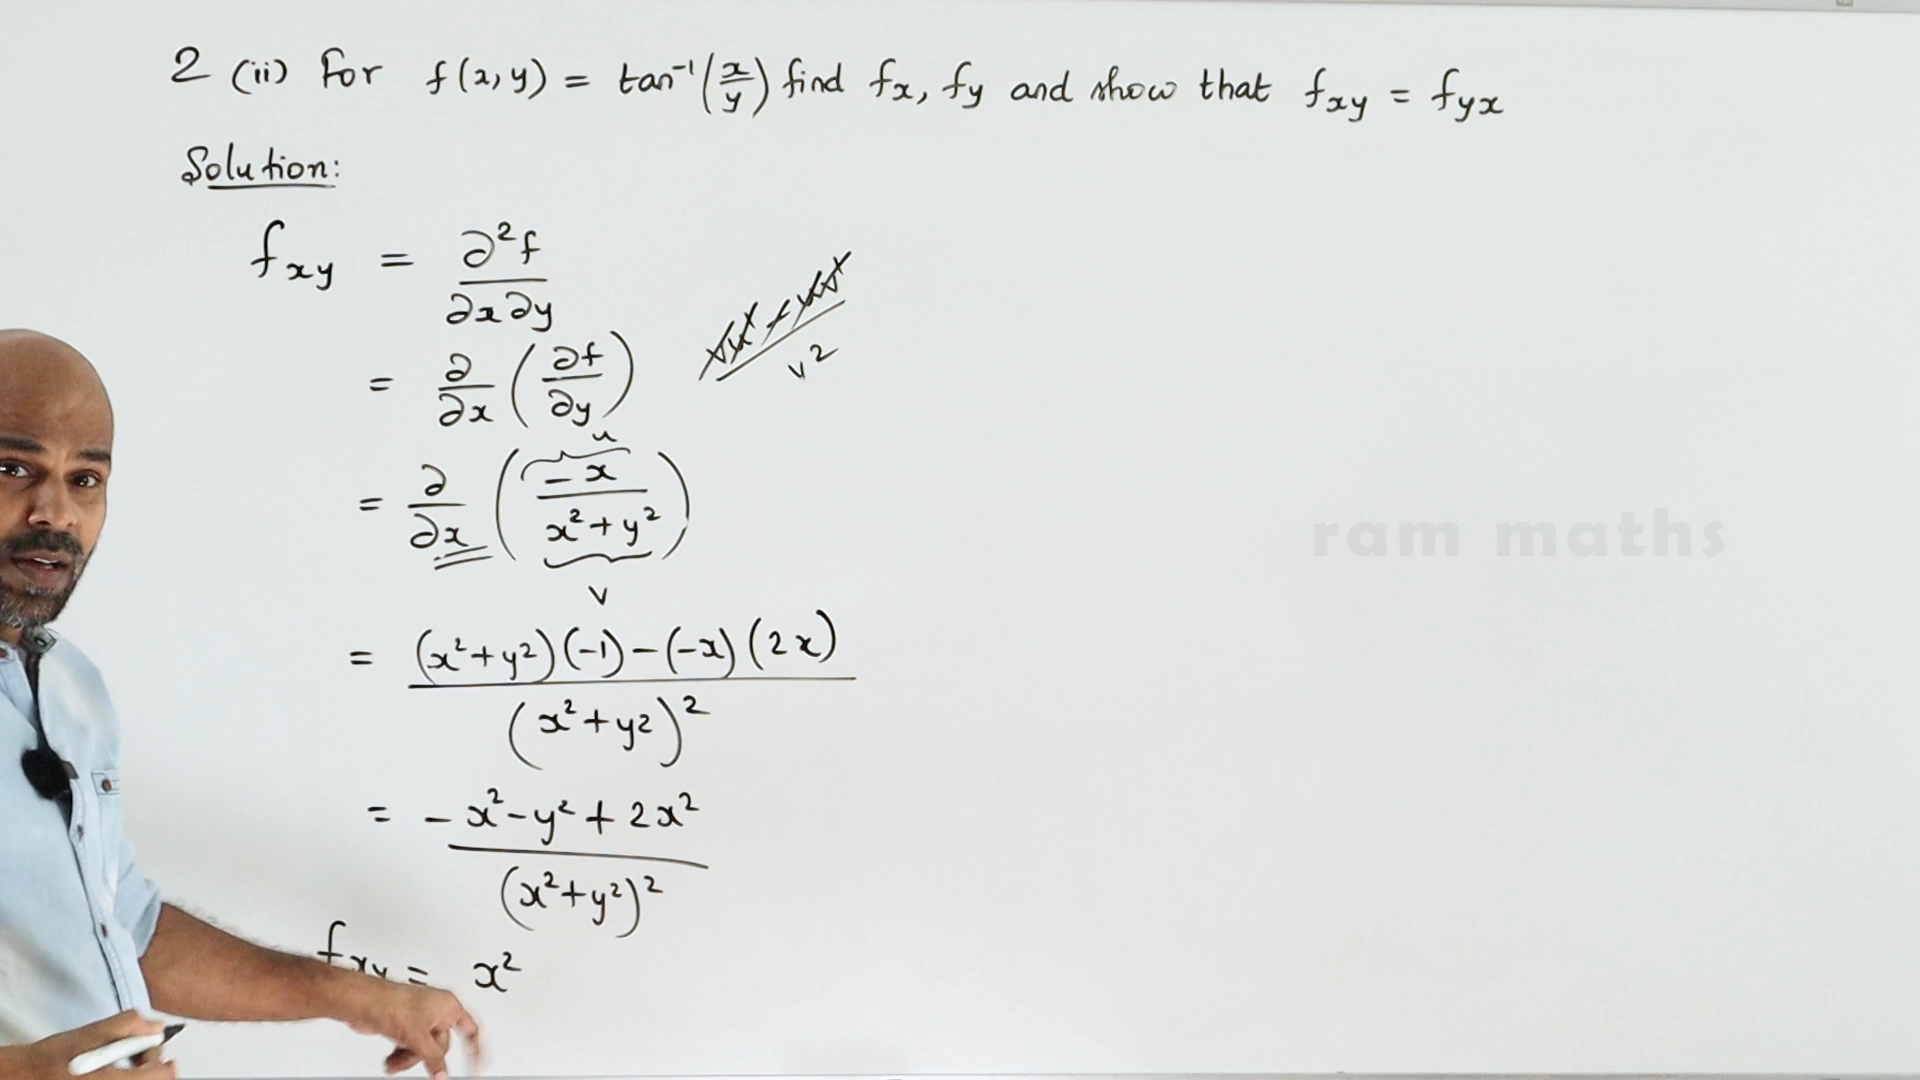 2 (ii) For f(x,y) = tan⁻¹(x/y) find fx, fy and show that fxy = fyx
Solution:
fxy = ∂²f / ∂x∂y
= ∂/∂x (∂f/∂y)
v²
u
= ∂/∂x (-x / x²+y²)
v
= (x²+y²)(-1)-(-x)(2x) / (x²+y²)²
= -x²-y²+2x² / (x²+y²)²
fxy = x²
ram maths